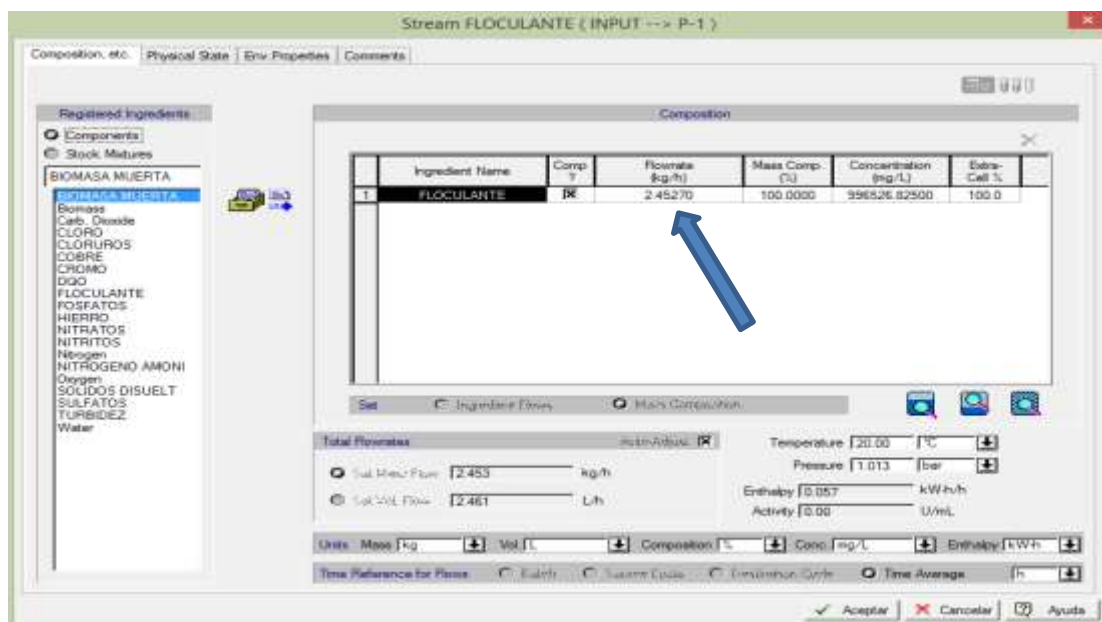 Stream FLOCULANTE ( INPUT --> P-1 )
Composition, etc. Physical State Env. Properties Comments
Registered Ingredients
Components
Stock Mixtures
BIOMASA MUERTA
BIOMASA MUERTA
Biomass
Carb. Dioxide
CLORO
CLORUROS
COBRE
CROMO
DQO
FLOCULANTE
FOSFATOS
HIERRO
NITRATOS
NITRITOS
Nitrogen
NITROGENO AMONI
Oxygen
SOLIDOS DISUELT
SULFATOS
TURBIDEZ
Water
Composition
Ingredient Name Comp ? Flowrate (kg/h) Mass Comp. (%) Concentration (mg/L) Extra-Cell %
1 FLOCULANTE 2.45270 100.0000 996526.82500 100.0
Set Ingredient Flows Mass Composition
Total Flowrates Auto-Adjust
Set Mass Flow 2.453 kg/h
Set Vol. Flow 2.461 L/h
Temperature 20.00 °C
Pressure 1.013 bar
Enthalpy 0.057 kW-h/h
Activity 0.00 U/mL
Units Mass kg Vol. L Composition % Conc. mg/L Enthalpy kW-h
Time Reference for Flows Batch Source Cycle Destination Cycle Time Average h
Aceptar Cancelar Ayuda